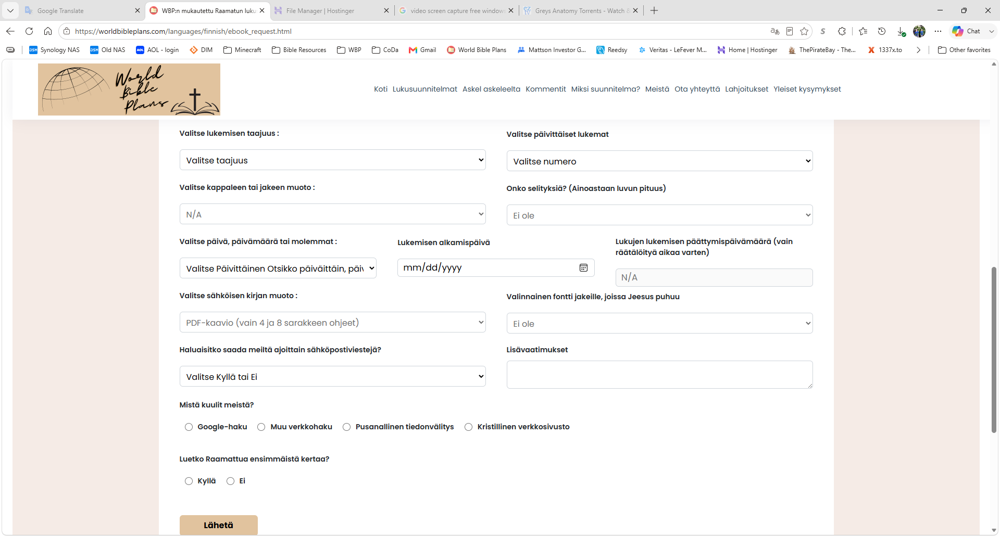 Google Translate
WBP:n mukautettu Raamatun luku
File Manager | Hostinger
video screen capture free windows
Greys Anatomy Torrents - Watch &
https://worldbibleplans.com/languages/finnish/ebook_request.html
Chat
Synology NAS
Old NAS
AOL - login
DIM
Minecraft
Bible Resources
WBP
CoDa
Gmail
World Bible Plans
Mattson Investor G...
Reedsy
Veritas - LeFever M...
Home | Hostinger
ThePirateBay - The...
1337x.to
Other favorites
World
Bible
Plans
Koti Lukusuunnitelmat Askel askeleelta Kommentit Miksi suunnitelma? Meistä Ota yhteyttä Lahjoitukset Yleiset kysymykset
Valitse lukemisen taajuus :
Valitse päivittäiset lukemat
Valitse taajuus
Valitse numero
Valitse kappaleen tai jakeen muoto :
Onko selityksiä? (Ainoastaan luvun pituus)
N/A
Ei ole
Valitse päivä, päivämäärä tai molemmat :
Lukemisen alkamispäivä
Lukujen lukemisen päättymispäivämäärä (vain
räätälöityä aikaa varten)
Valitse Päivittäinen Otsikko päiväittäin, päiv
mm/dd/yyyy
N/A
Valitse sähköisen kirjan muoto :
Valinnainen fontti jakeille, joissa Jeesus puhuu
PDF-kaavio (vain 4 ja 8 sarakkeen ohjeet)
Ei ole
Haluaisitko saada meiltä ajoittain sähköpostiviestejä?
Lisävaatimukset
Valitse Kyllä tai Ei
Mistä kuulit meistä?
Google-haku
Muu verkkohaku
Pusanallinen tiedonvälitys
Kristillinen verkkosivusto
Luetko Raamattua ensimmäistä kertaa?
Kyllä
Ei
Lähetä